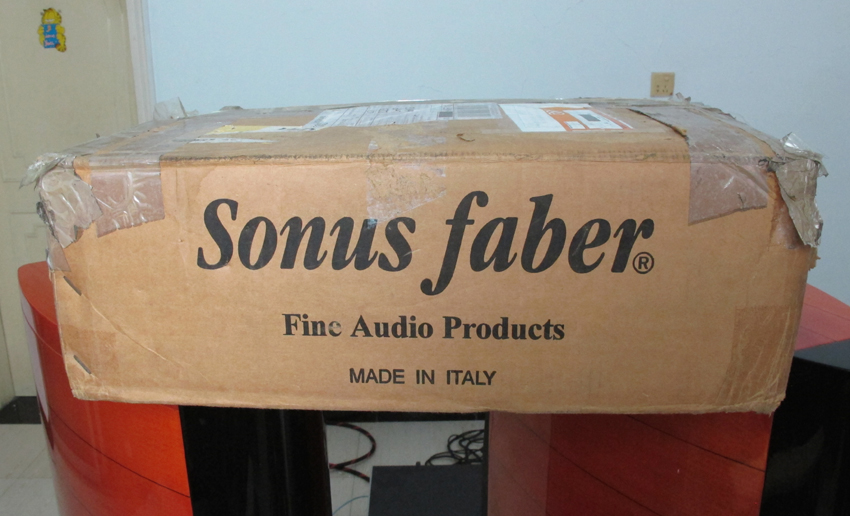 Sonus faber®
Fine Audio Products
MADE IN ITALY